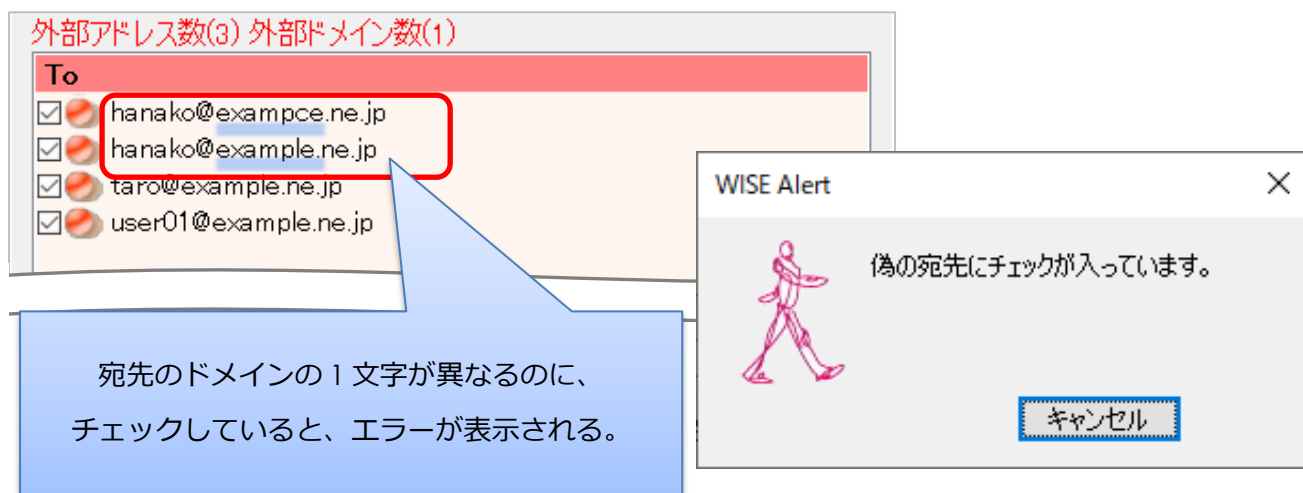 外部アドレス数(3) 外部ドメイン数(1)
To
hanako@exampce.ne.jp
hanako@example.ne.jp
taro@example.ne.jp
user01@example.ne.jp
宛先のドメインの1文字が異なるのに、
チェックしていると、エラーが表示される。
WISE Alert
偽の宛先にチェックが入っています。
キャンセル